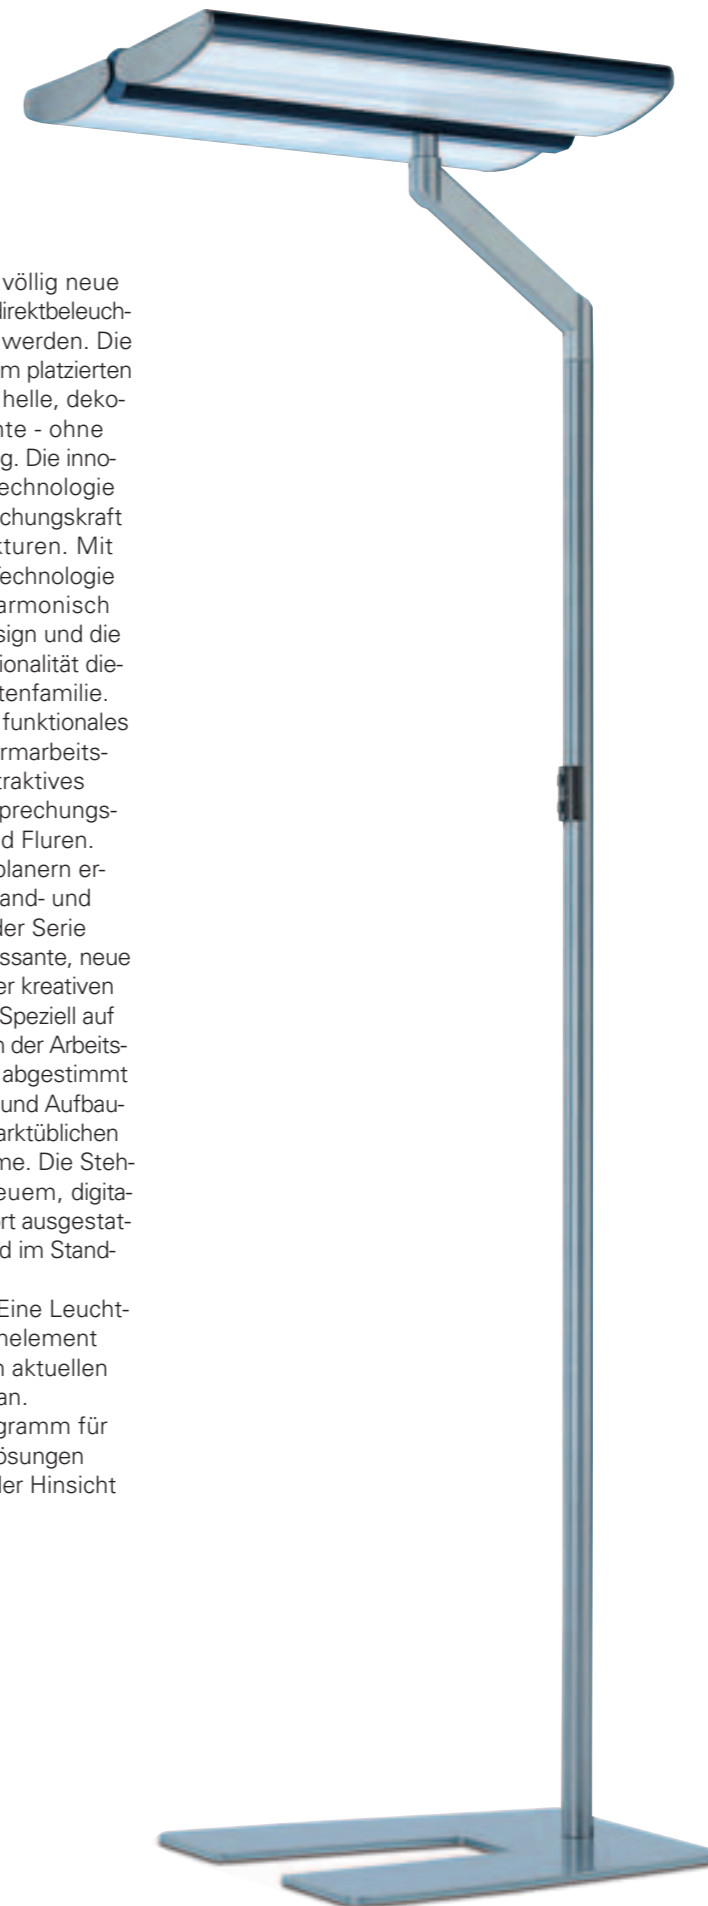 völlig neue
direktbeleuch-
werden. Die
m platzierten
helle, deko-
nte - ohne
g. Die inno-
echnologie
chungskraft
kturen. Mit
Technologie
armonisch
sign und die
ionalität die-
tenfamilie.
funktionales
rmarbeits-
traktives
sprechungs-
d Fluren.
planern er-
and- und
der Serie
ssante, neue
er kreativen
Speziell auf
n der Arbeits-
abgestimmt
und Aufbau-
arktüblichen
me. Die Steh-
euem, digita-
ort ausgestat-
d im Stand-
Eine Leucht-
nelement
n aktuellen
an.
gramm für
ösungen
ler Hinsicht